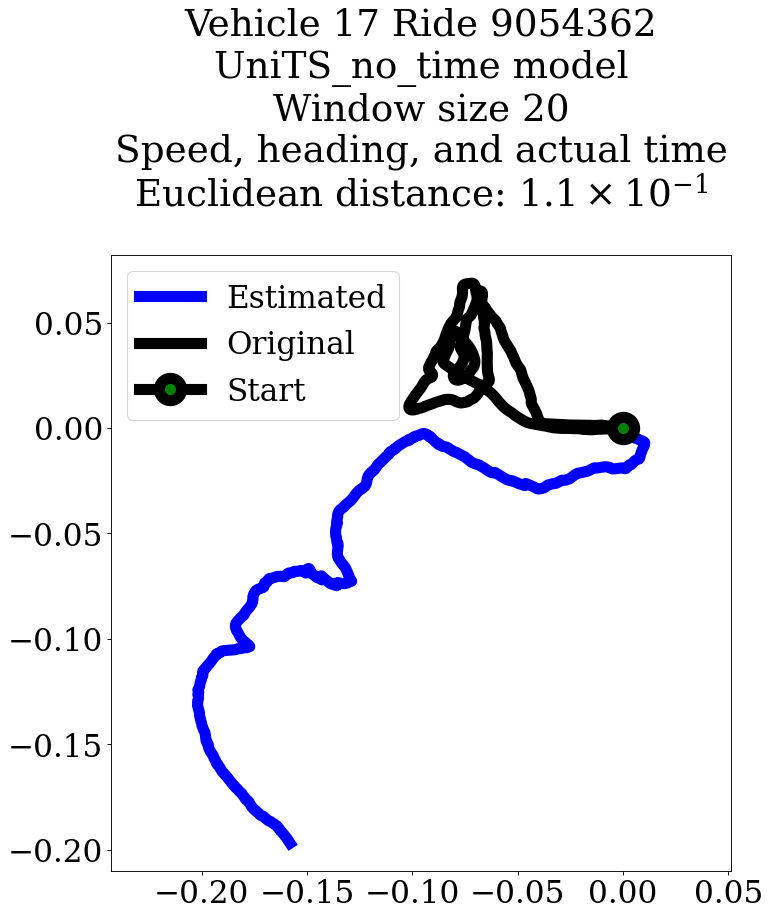 Vehicle 17 Ride 9054362
UniTS_no_time model
Window size 20
Speed, heading, and actual time
Euclidean distance: 1.1 × 10⁻¹
Estimated
Original
Start
0.05
0.00
−0.05
−0.10
−0.15
−0.20
−0.20 −0.15 −0.10 −0.05 0.00 0.05